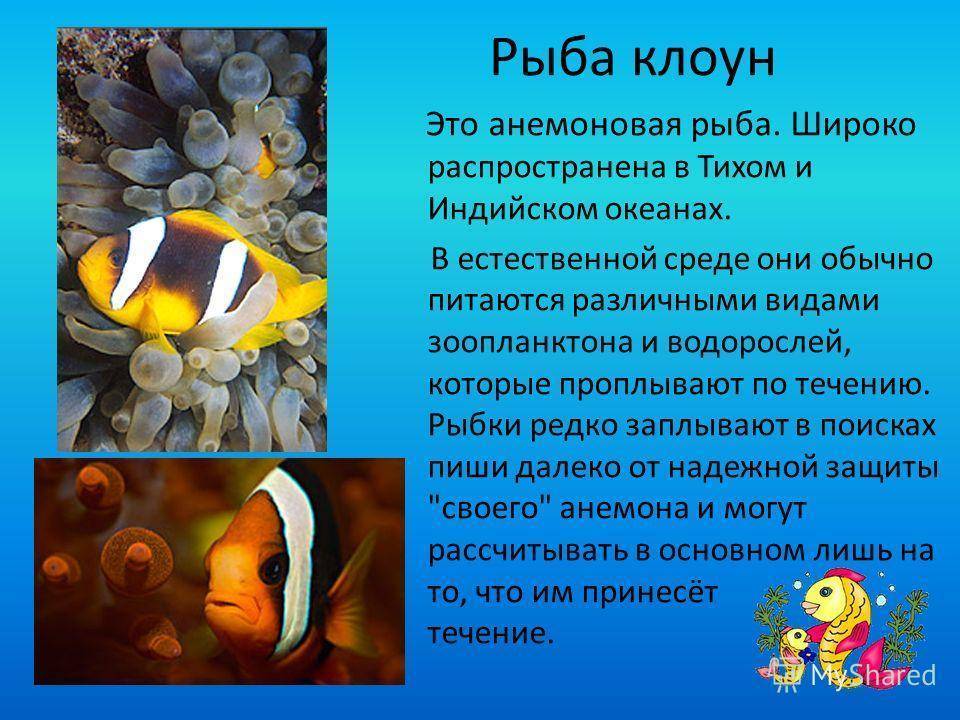 Рыба клоун
Это анемоновая рыба. Широко
распространена в Тихом и
Индийском океанах.
В естественной среде они обычно
питаются различными видами
зоопланктона и водорослей,
которые проплывают по течению.
Рыбки редко заплывают в поисках
пиши далеко от надежной защиты
"своего" анемона и могут
рассчитывать в основном лишь на
то, что им принесёт
течение.
MyShared